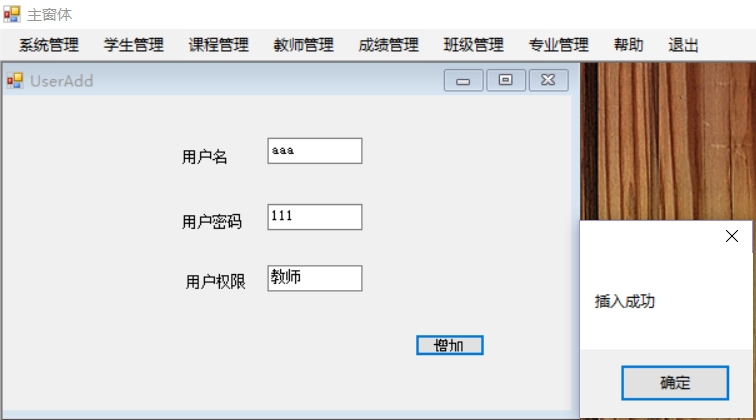 主窗体
系统管理 学生管理 课程管理 教师管理 成绩管理 班级管理 专业管理 帮助 退出
UserAdd
用户名 aaa
用户密码 111
用户权限 教师
增加
插入成功
确定